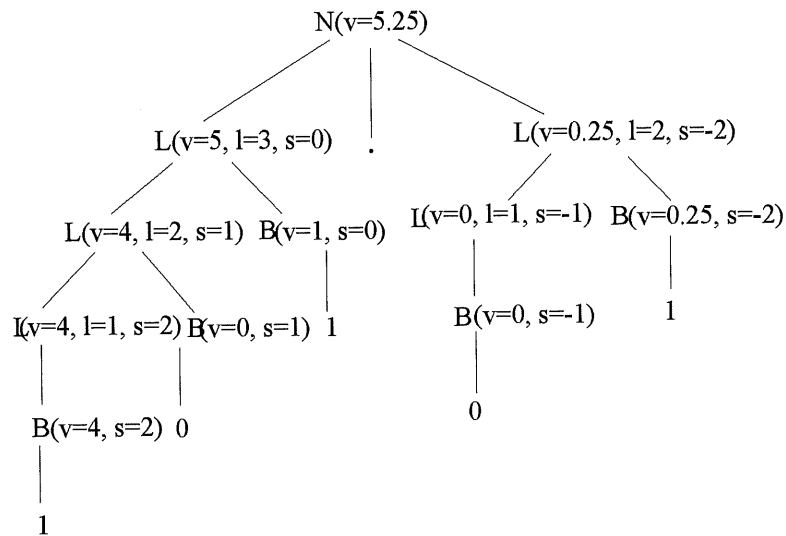 N(v=5.25)
L(v=5, l=3, s=0) . L(v=0.25, l=2, s=-2)
L(v=4, l=2, s=1) B(v=1, s=0) L(v=0, l=1, s=-1) B(v=0.25, s=-2)
L(v=4, l=1, s=2) B(v=0, s=1) 1 B(v=0, s=-1) 1
B(v=4, s=2) 0 0
1